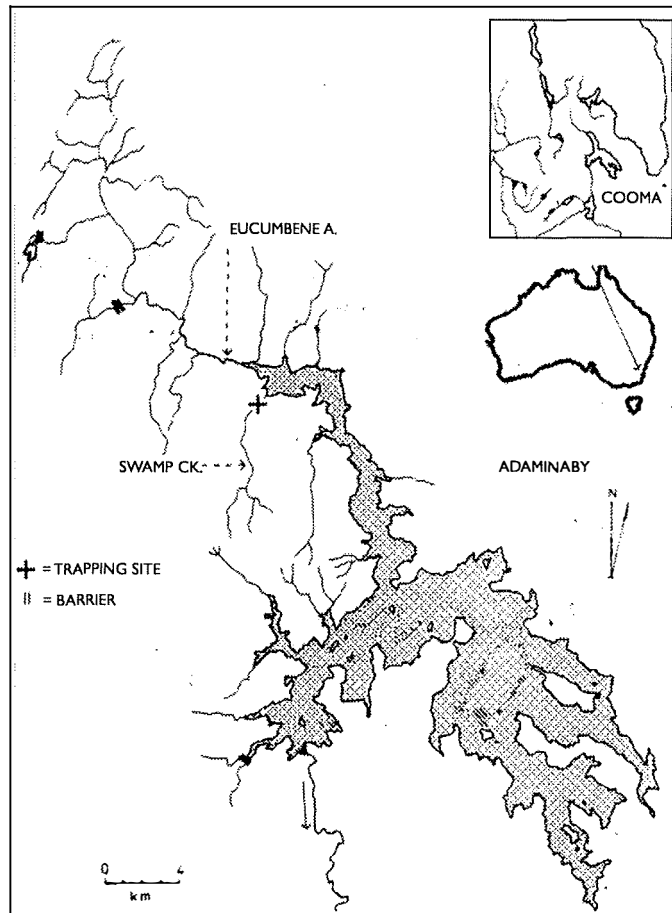 COOMA
EUCUMBENE A.
SWAMP CK.
ADAMINABY
N
= TRAPPING SITE
= BARRIER
0 4
km